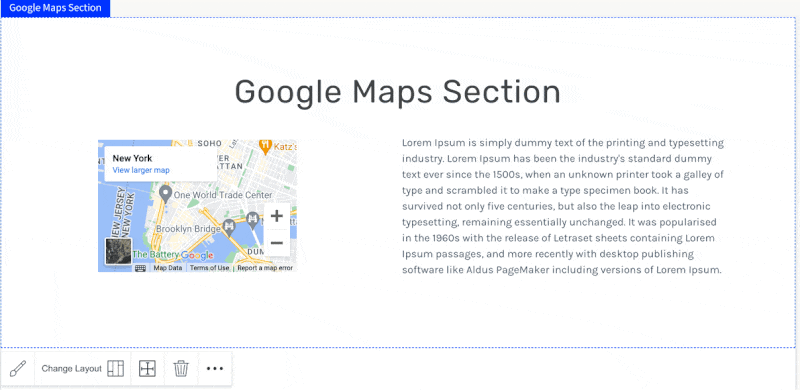 Google Maps Section
Google Maps Section
SOHO
Katz's
New York
View larger map
ATTAN
One World Trade Center
NEW JERSEY
NEW YORK
Brooklyn Bridge
The Battery
Google
DUM
Map Data
Terms of Use
Report a map error
Lorem Ipsum is simply dummy text of the printing and typesetting
industry. Lorem Ipsum has been the industry's standard dummy
text ever since the 1500s, when an unknown printer took a galley of
type and scrambled it to make a type specimen book. It has
survived not only five centuries, but also the leap into electronic
typesetting, remaining essentially unchanged. It was popularised
in the 1960s with the release of Letraset sheets containing Lorem
Ipsum passages, and more recently with desktop publishing
software like Aldus PageMaker including versions of Lorem Ipsum.
Change Layout